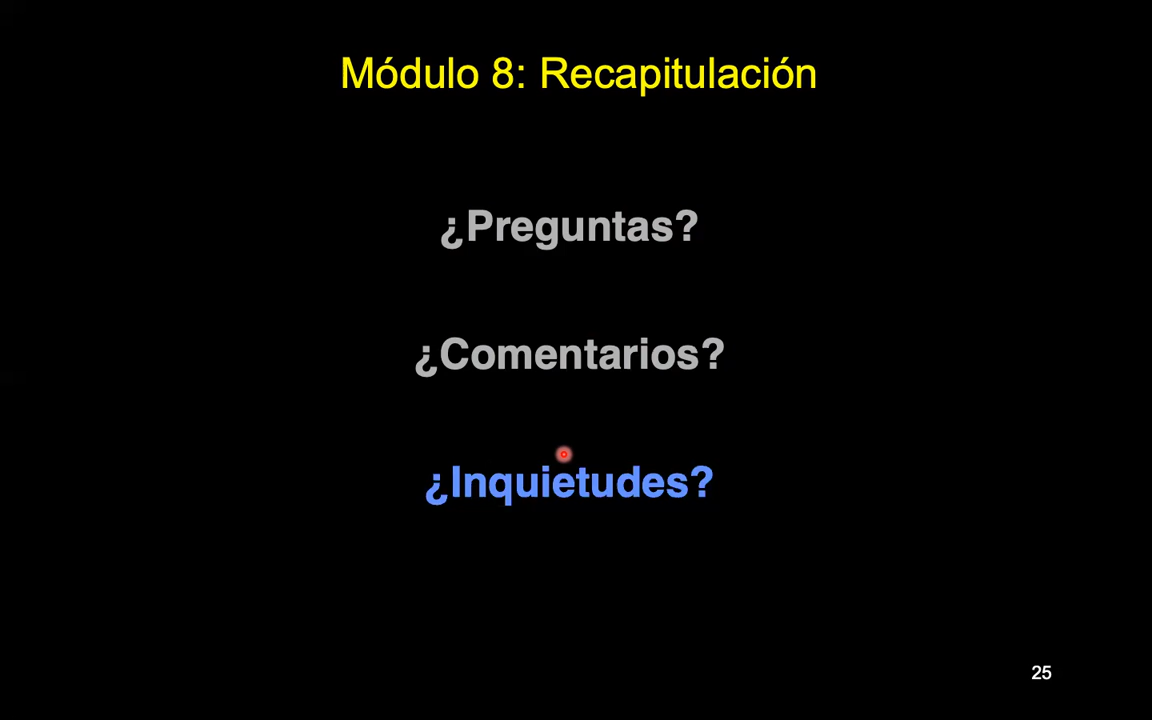 Módulo 8: Recapitulación
¿Preguntas?
¿Comentarios?
¿Inquietudes?
25